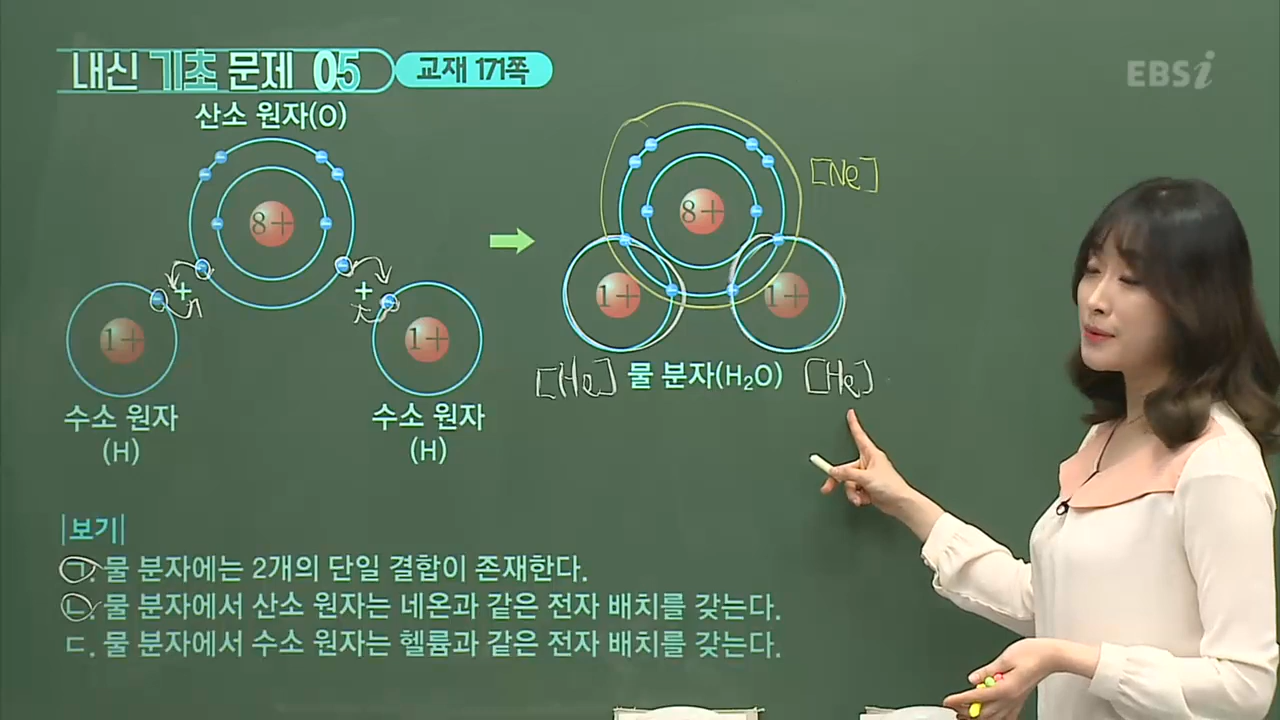 내신 기초 문제 05 교재 171쪽
EBSi
산소 원자(O)
8+
8+
[Ne]
+
+
1+
1+
1+
1+
[He] 물 분자(H₂O) [He]
수소 원자
(H)
수소 원자
(H)
|보기|
ㄱ. 물 분자에는 2개의 단일 결합이 존재한다.
ㄴ. 물 분자에서 산소 원자는 네온과 같은 전자 배치를 갖는다.
ㄷ. 물 분자에서 수소 원자는 헬륨과 같은 전자 배치를 갖는다.